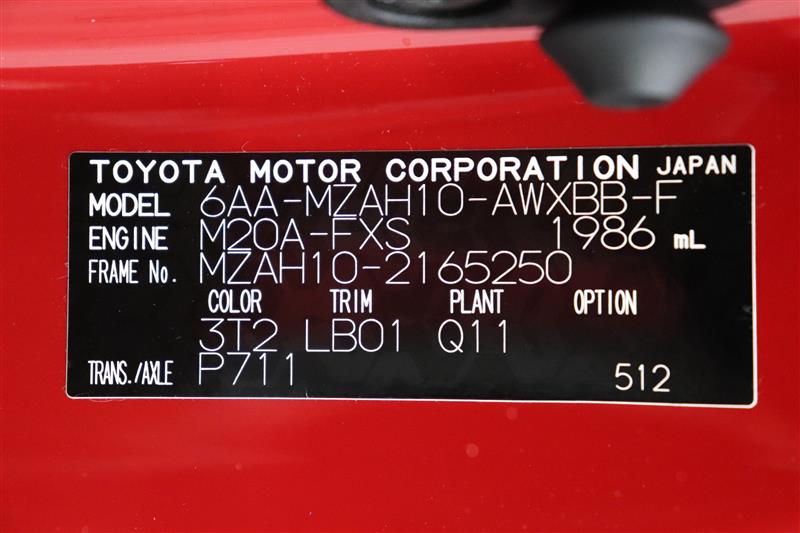 TOYOTA MOTOR CORPORATION JAPAN
MODEL 6AA-MZAH10-AWXBB-F
ENGINE M20A-FXS 1986 mL
FRAME No. MZAH10-2165250
COLOR TRIM PLANT OPTION
3T2 LB01 Q11
TRANS./AXLE P711 512